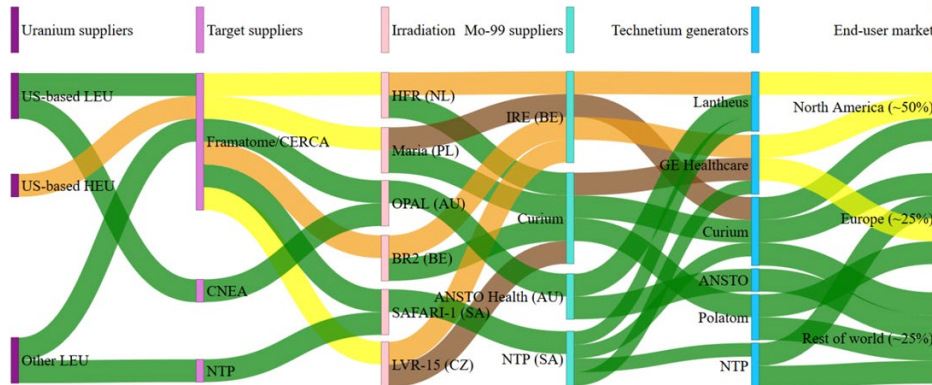 Uranium suppliers
Target suppliers
Irradiation
Mo-99 suppliers
Technetium generators
End-user market
US-based LEU
US-based HEU
Other LEU
Framatome/CERCA
CNEA
NTP
HFR (NL)
Maria (PL)
OPAL (AU)
BR2 (BE)
SAFARI-1 (SA)
LVR-15 (CZ)
IRE (BE)
Curium
ANSTO Health (AU)
NTP (SA)
Lantheus
GE Healthcare
Curium
ANSTO
Polatom
NTP
North America (~50%)
Europe (~25%)
Rest of world (~25%)